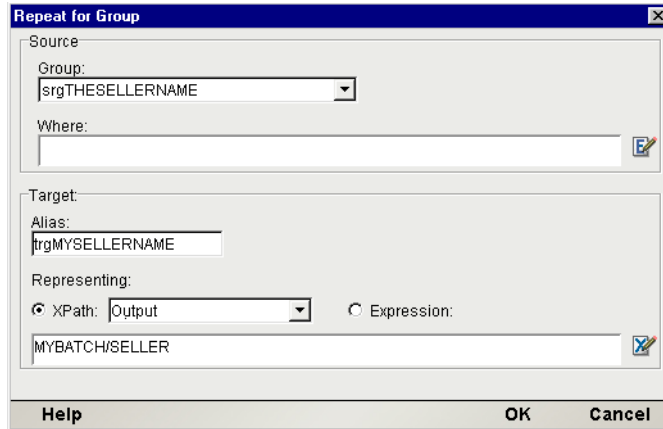 Repeat for Group
Source
Group:
srgTHESELLERNAME
Where:
Target:
Alias:
trgMYSELLERNAME
Representing:
XPath: Output Expression:
MYBATCH/SELLER
Help OK Cancel